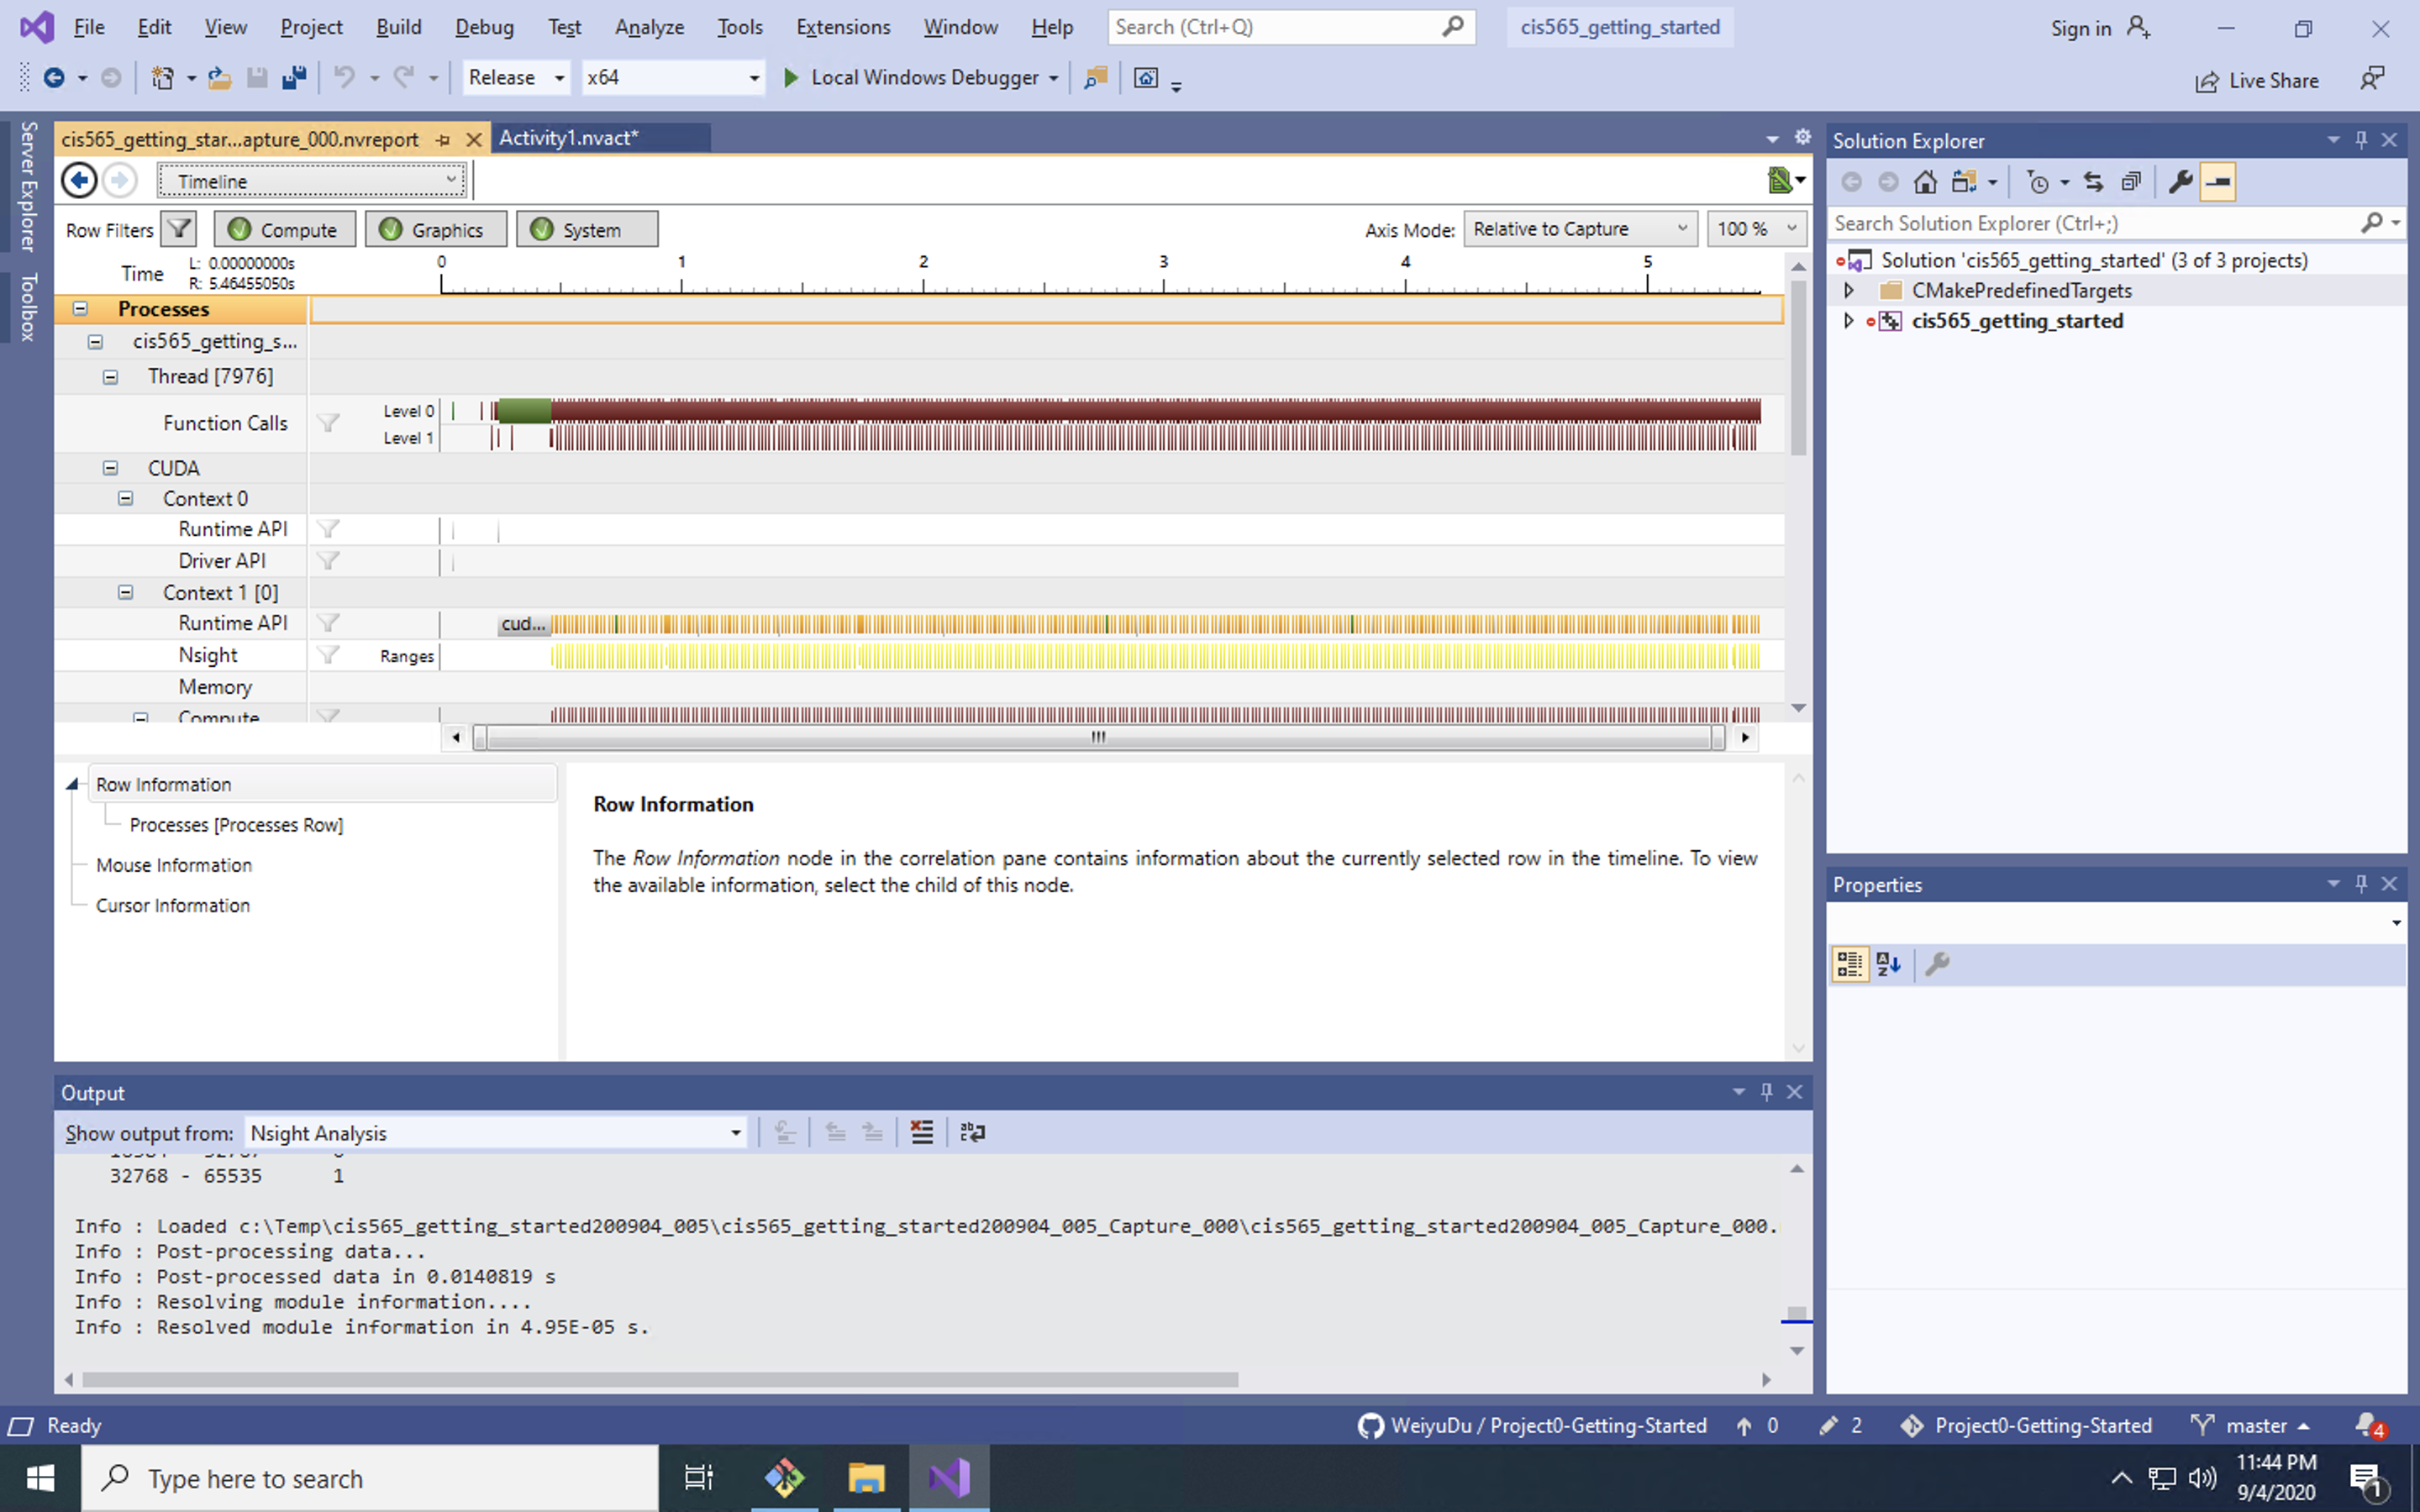 File Edit View Project Build Debug Test Analyze Tools Extensions Window Help Search (Ctrl+Q) cis565_getting_started Sign in
Release x64 Local Windows Debugger Live Share
Server Explorer
Toolbox
cis565_getting_star...apture_000.nvreport Activity1.nvact*
Timeline
Row Filters Compute Graphics System Axis Mode: Relative to Capture 100 %
Time L: 0.00000000s 0 1 2 3 4 5
R: 5.46455050s
Processes
cis565_getting_s...
Thread [7976]
Function Calls Level 0
Level 1
CUDA
Context 0
Runtime API
Driver API
Context 1 [0]
Runtime API cud...
Nsight Ranges
Memory
Compute
Row Information
Processes [Processes Row]
Mouse Information
Cursor Information
Row Information
The Row Information node in the correlation pane contains information about the currently selected row in the timeline. To view
the available information, select the child of this node.
Output
Show output from: Nsight Analysis
32768 - 65535 1
Info : Loaded c:\Temp\cis565_getting_started200904_005\cis565_getting_started200904_005_Capture_000\cis565_getting_started200904_005_Capture_000.
Info : Post-processing data...
Info : Post-processed data in 0.0140819 s
Info : Resolving module information....
Info : Resolved module information in 4.95E-05 s.
Solution Explorer
Search Solution Explorer (Ctrl+;)
Solution 'cis565_getting_started' (3 of 3 projects)
CMakePredefinedTargets
cis565_getting_started
Properties
Ready WeiyuDu / Project0-Getting-Started 0 2 Project0-Getting-Started master 4
Type here to search 11:44 PM
9/4/2020 1